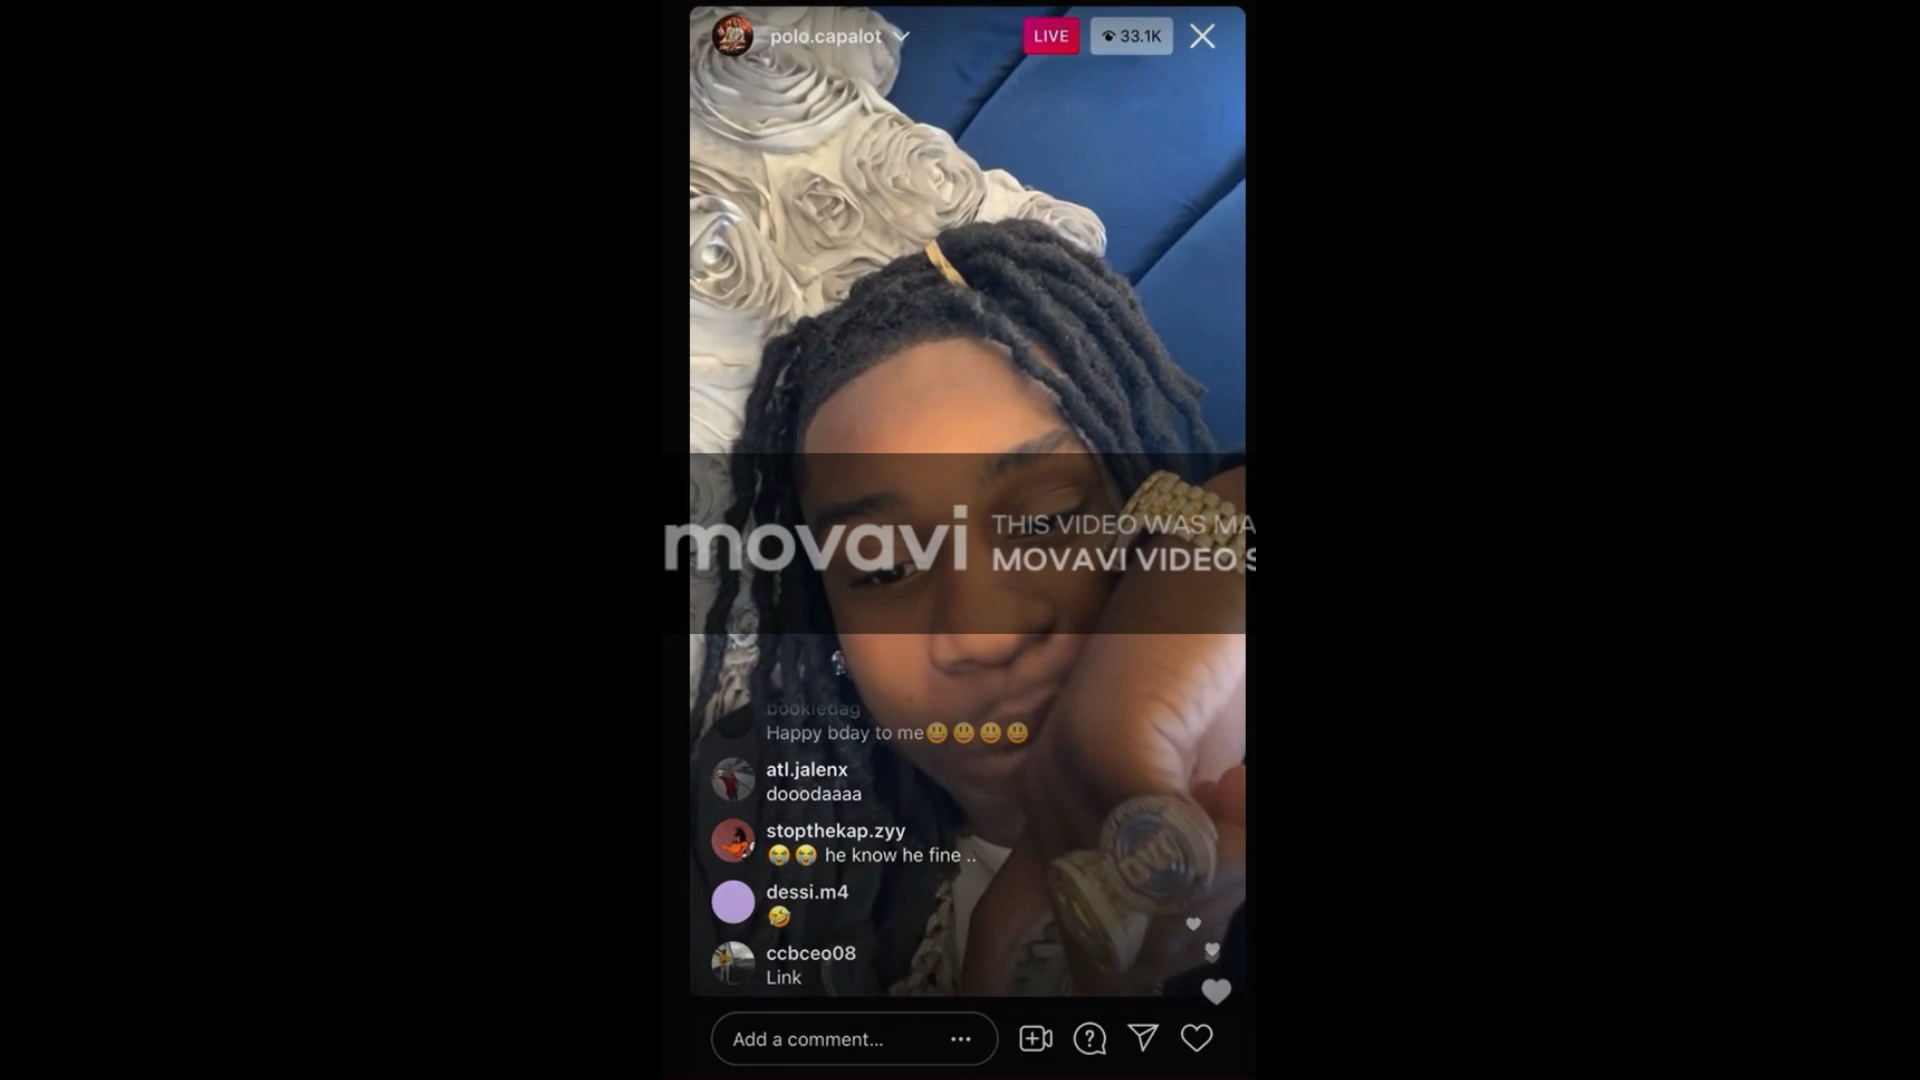 polo.capalot
LIVE
33.1K
movavi
THIS VIDEO WAS MA
MOVAVI VIDEO S
bookiedag
Happy bday to me😃😃😃😃
atl.jalenx
dooodaaaa
stopthekap.zyy
😭😭 he know he fine ..
dessi.m4
🤣
ccbceo08
Link
Add a comment...